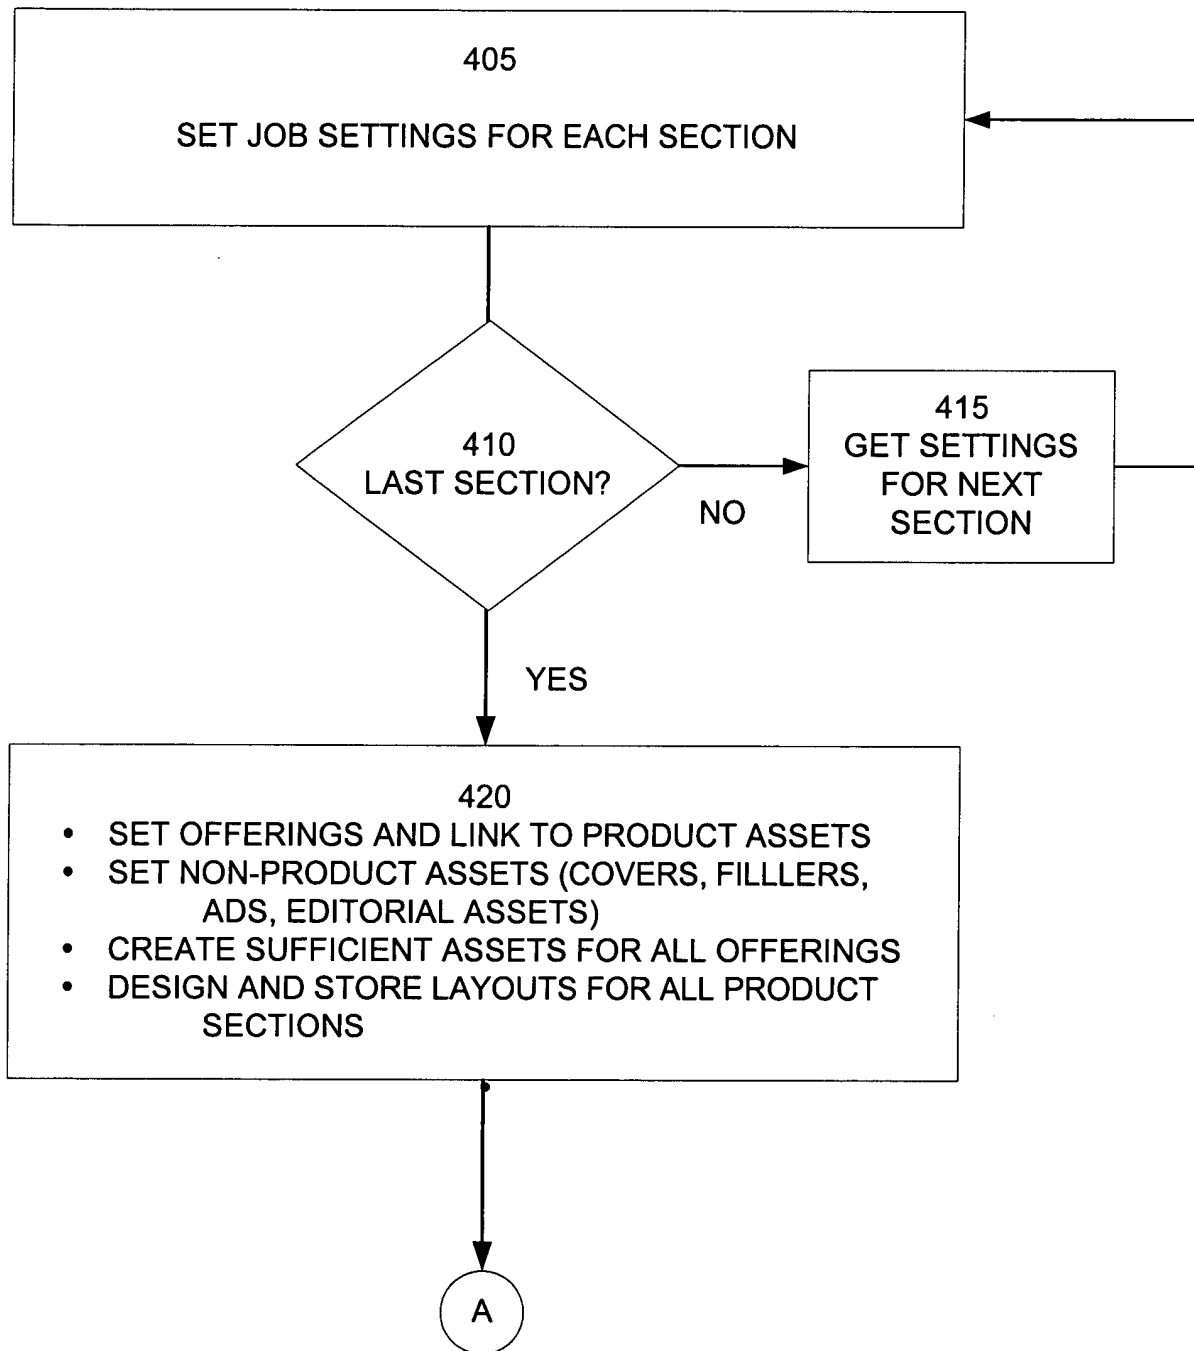 405
SET JOB SETTINGS FOR EACH SECTION
410
LAST SECTION?
NO
415
GET SETTINGS
FOR NEXT
SECTION
YES
420
• SET OFFERINGS AND LINK TO PRODUCT ASSETS
• SET NON-PRODUCT ASSETS (COVERS, FILLLERS,
ADS, EDITORIAL ASSETS)
• CREATE SUFFICIENT ASSETS FOR ALL OFFERINGS
• DESIGN AND STORE LAYOUTS FOR ALL PRODUCT
SECTIONS
A